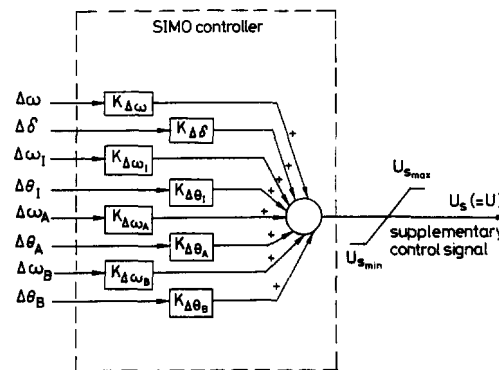 SIMO controller
Δω K_Δω +
Δδ K_Δδ +
Δω_I K_Δω_I +
Δθ_I K_Δθ_I +
Δω_A K_Δω_A +
Δθ_A K_Δθ_A +
Δω_B K_Δω_B +
Δθ_B K_Δθ_B +
U_s_max
U_s (=U)
U_s_min
supplementary
control signal